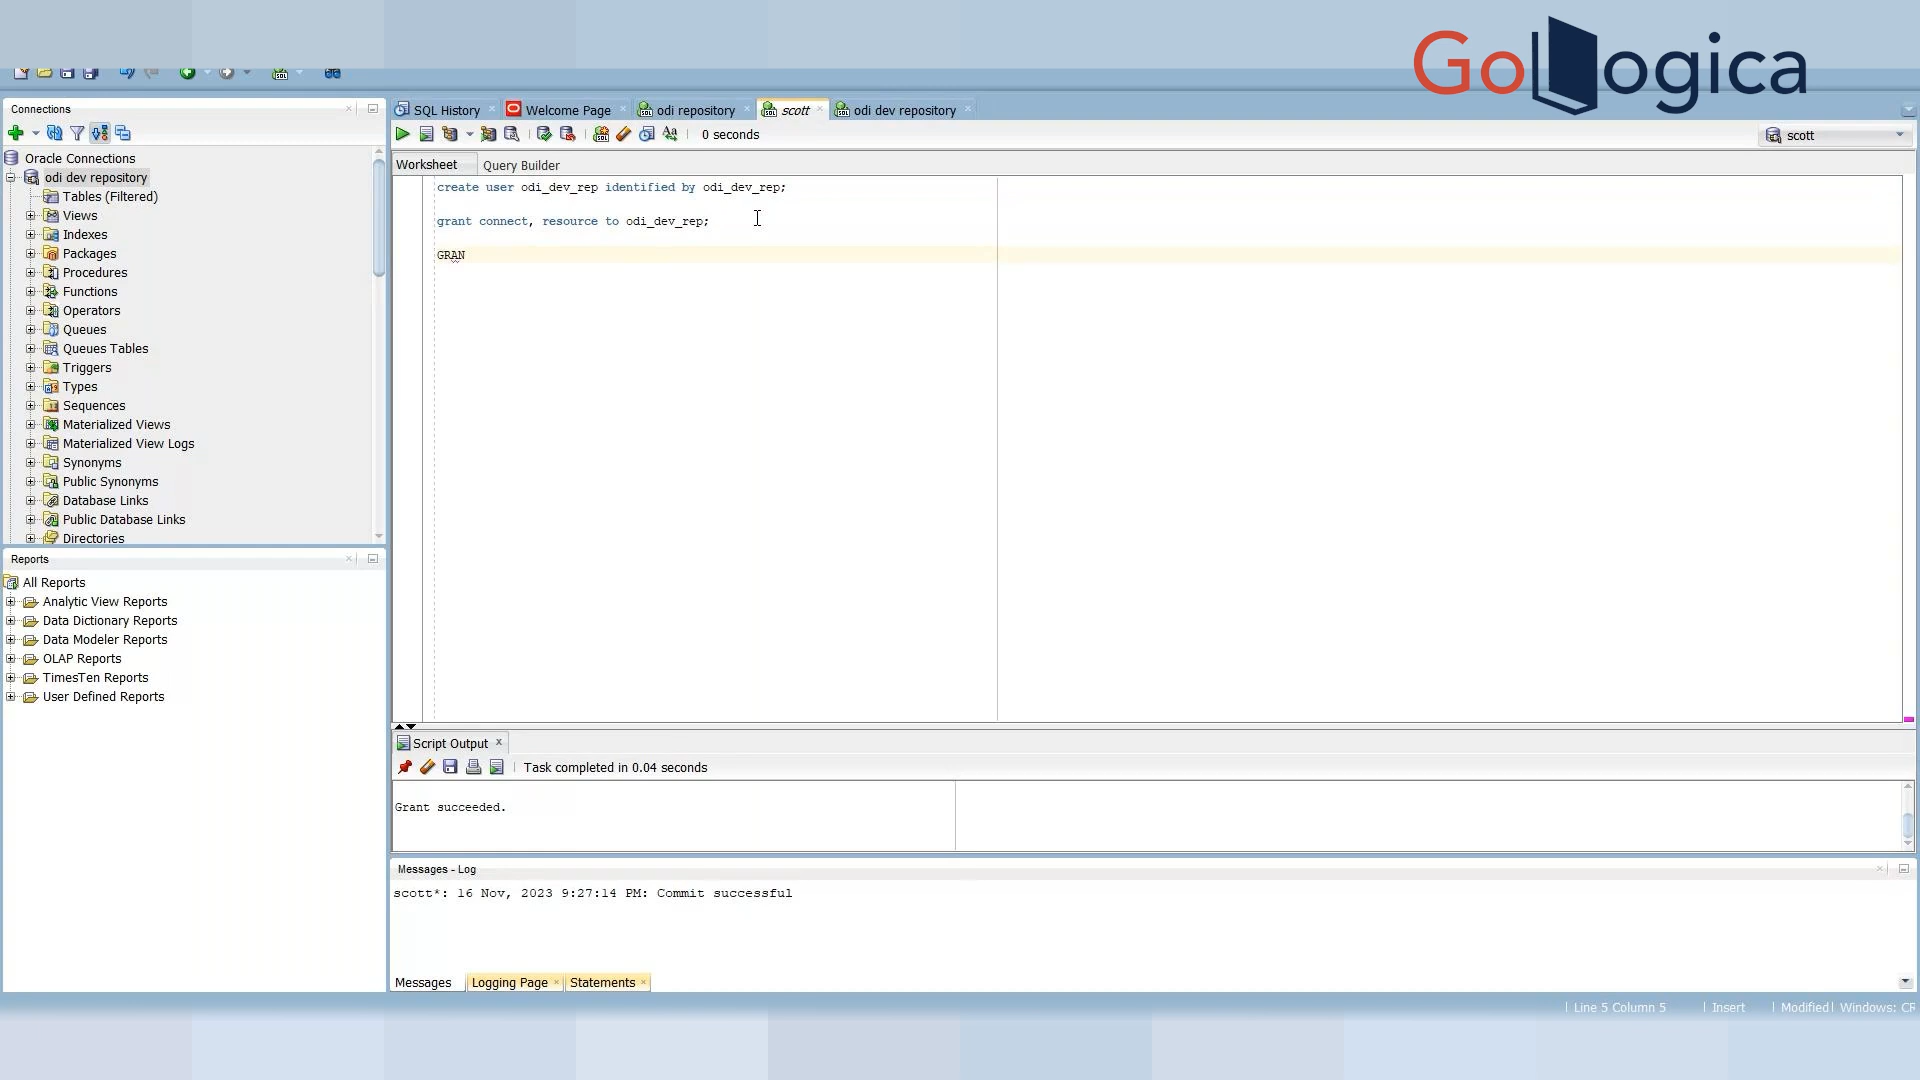 GoLogica
Connections
SQL History
Welcome Page
odi repository
scott
odi dev repository
0 seconds
scott
Worksheet
Query Builder
Oracle Connections
odi dev repository
Tables (Filtered)
Views
Indexes
Packages
Procedures
Functions
Operators
Queues
Queues Tables
Triggers
Types
Sequences
Materialized Views
Materialized View Logs
Synonyms
Public Synonyms
Database Links
Public Database Links
Directories
create user odi_dev_rep identified by odi_dev_rep;
grant connect, resource to odi_dev_rep;
GRAN
Reports
All Reports
Analytic View Reports
Data Dictionary Reports
Data Modeler Reports
OLAP Reports
TimesTen Reports
User Defined Reports
Script Output
Task completed in 0.04 seconds
Grant succeeded.
Messages - Log
scott*: 16 Nov, 2023 9:27:14 PM: Commit successful
Messages
Logging Page
Statements
Line 5 Column 5
Insert
Modified
Windows: CF